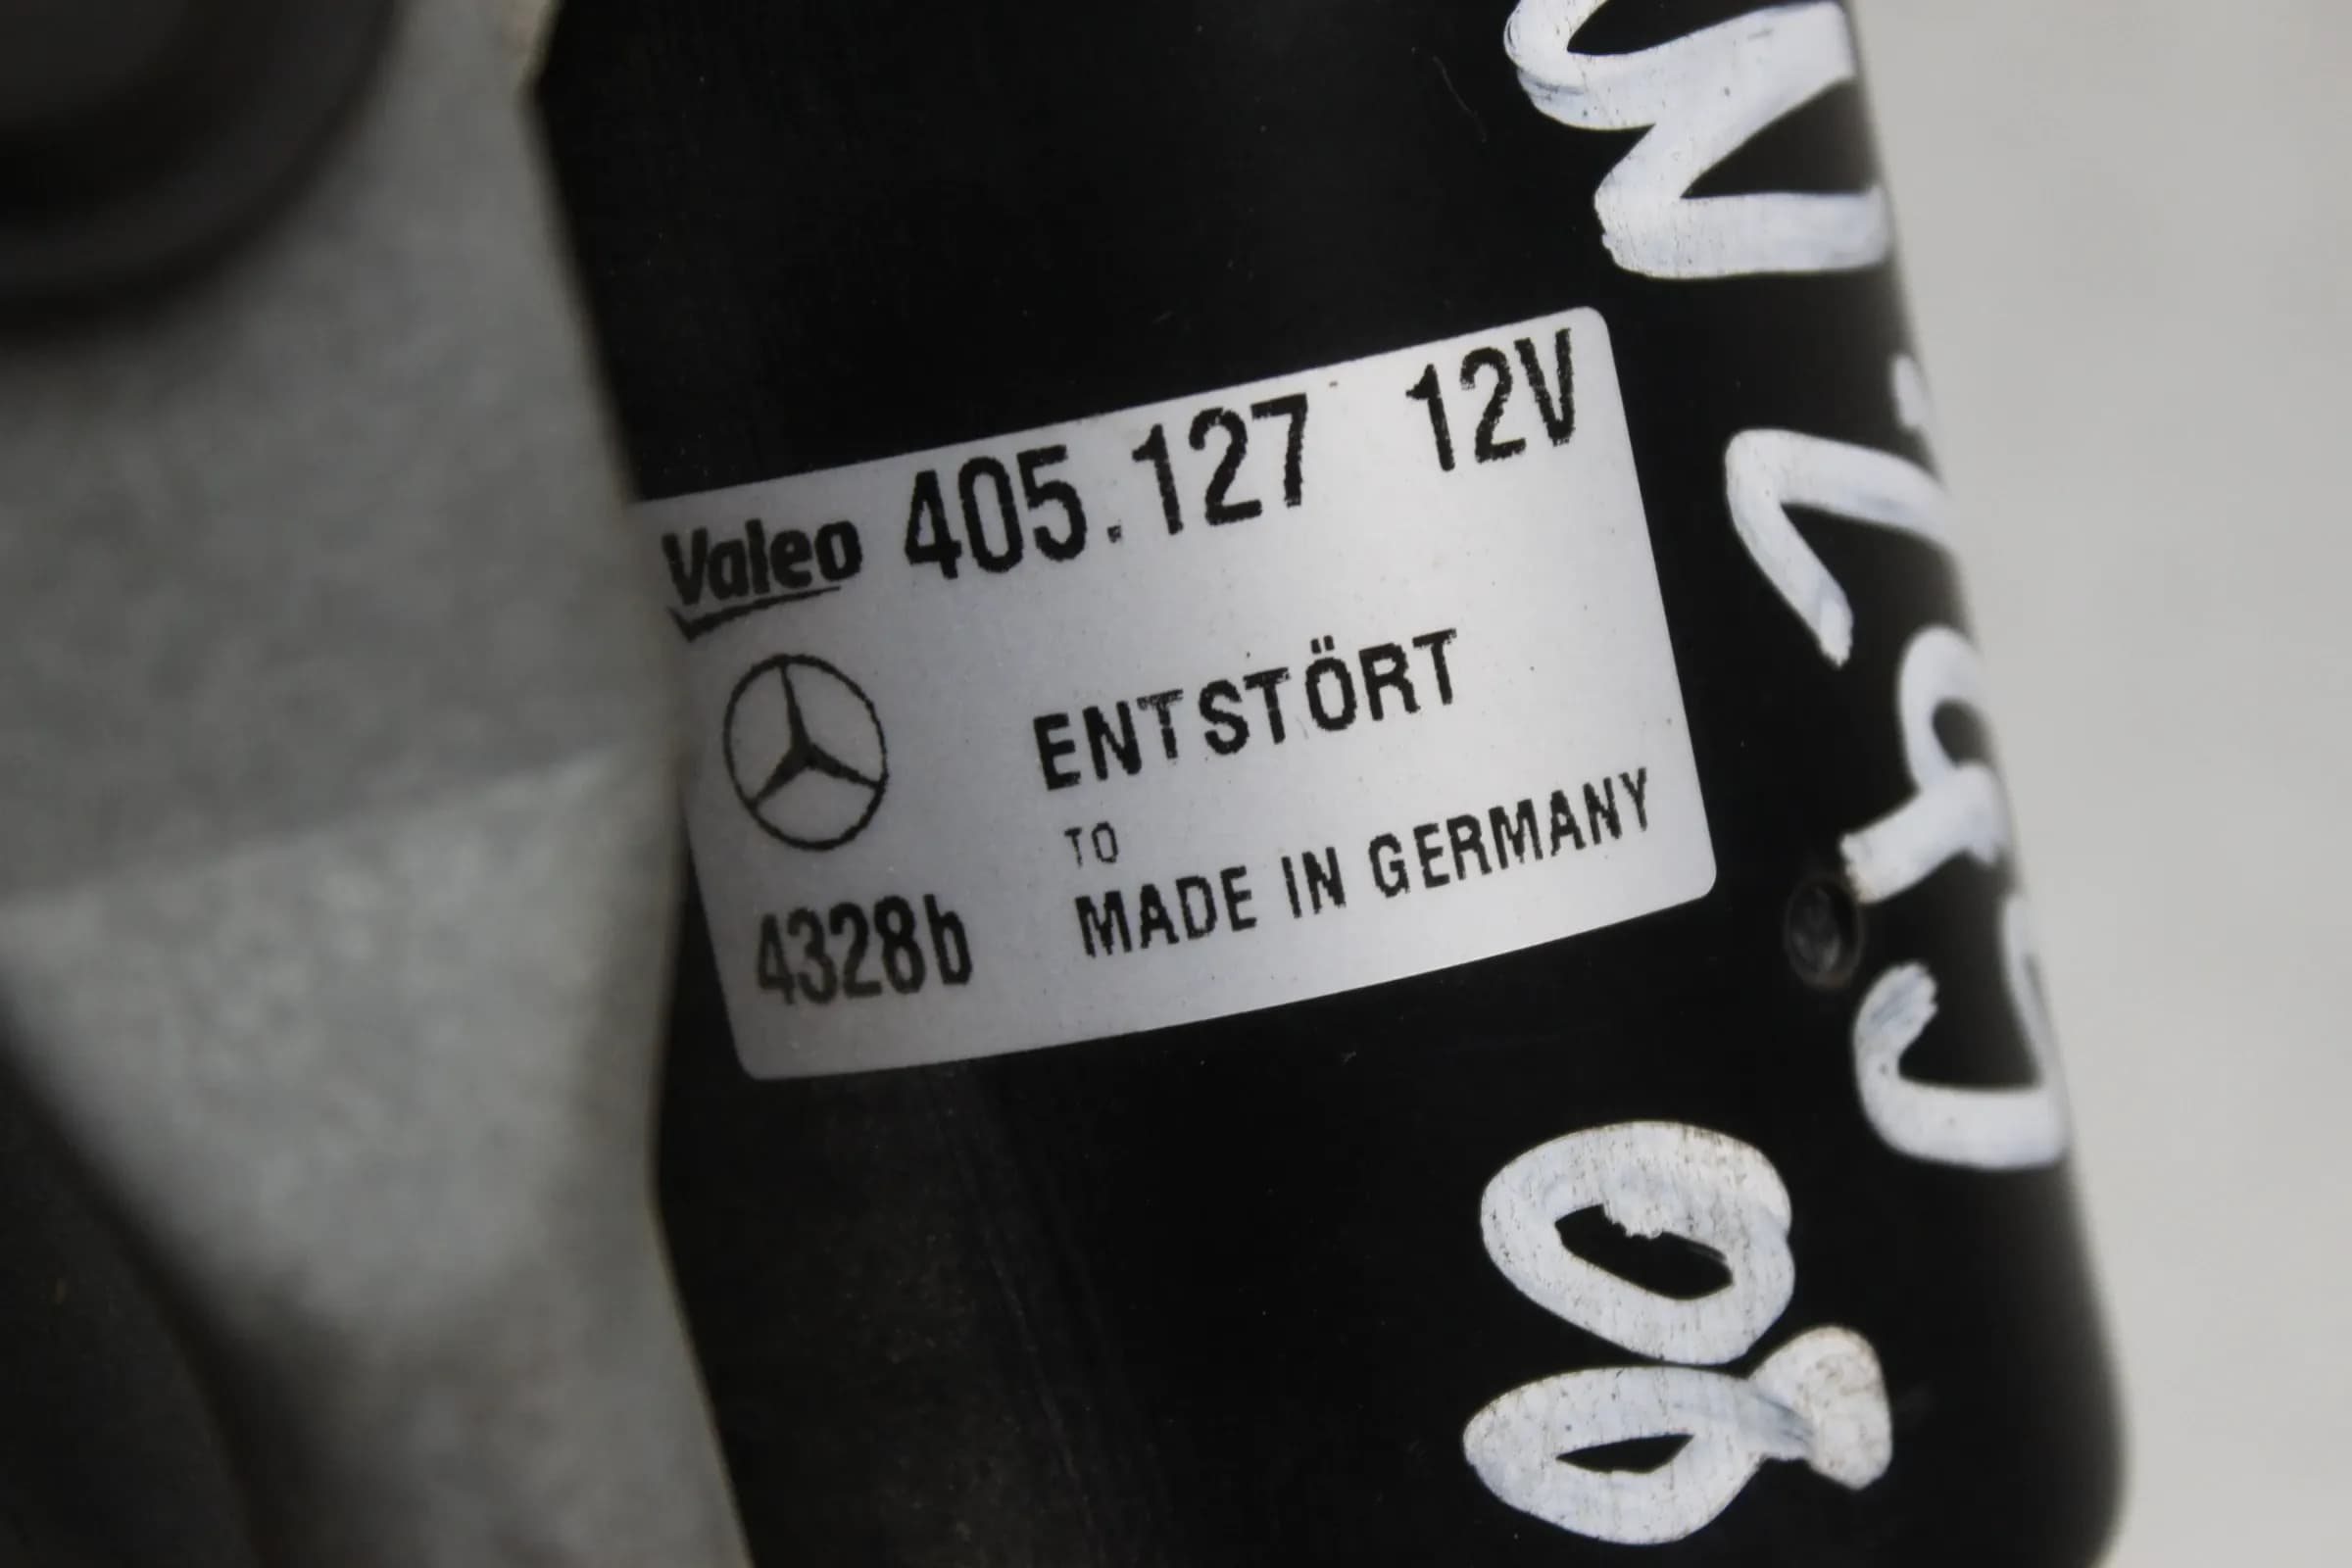 Valeo 405.127 12V
ENTSTÖRT
TO
4328b MADE IN GERMANY